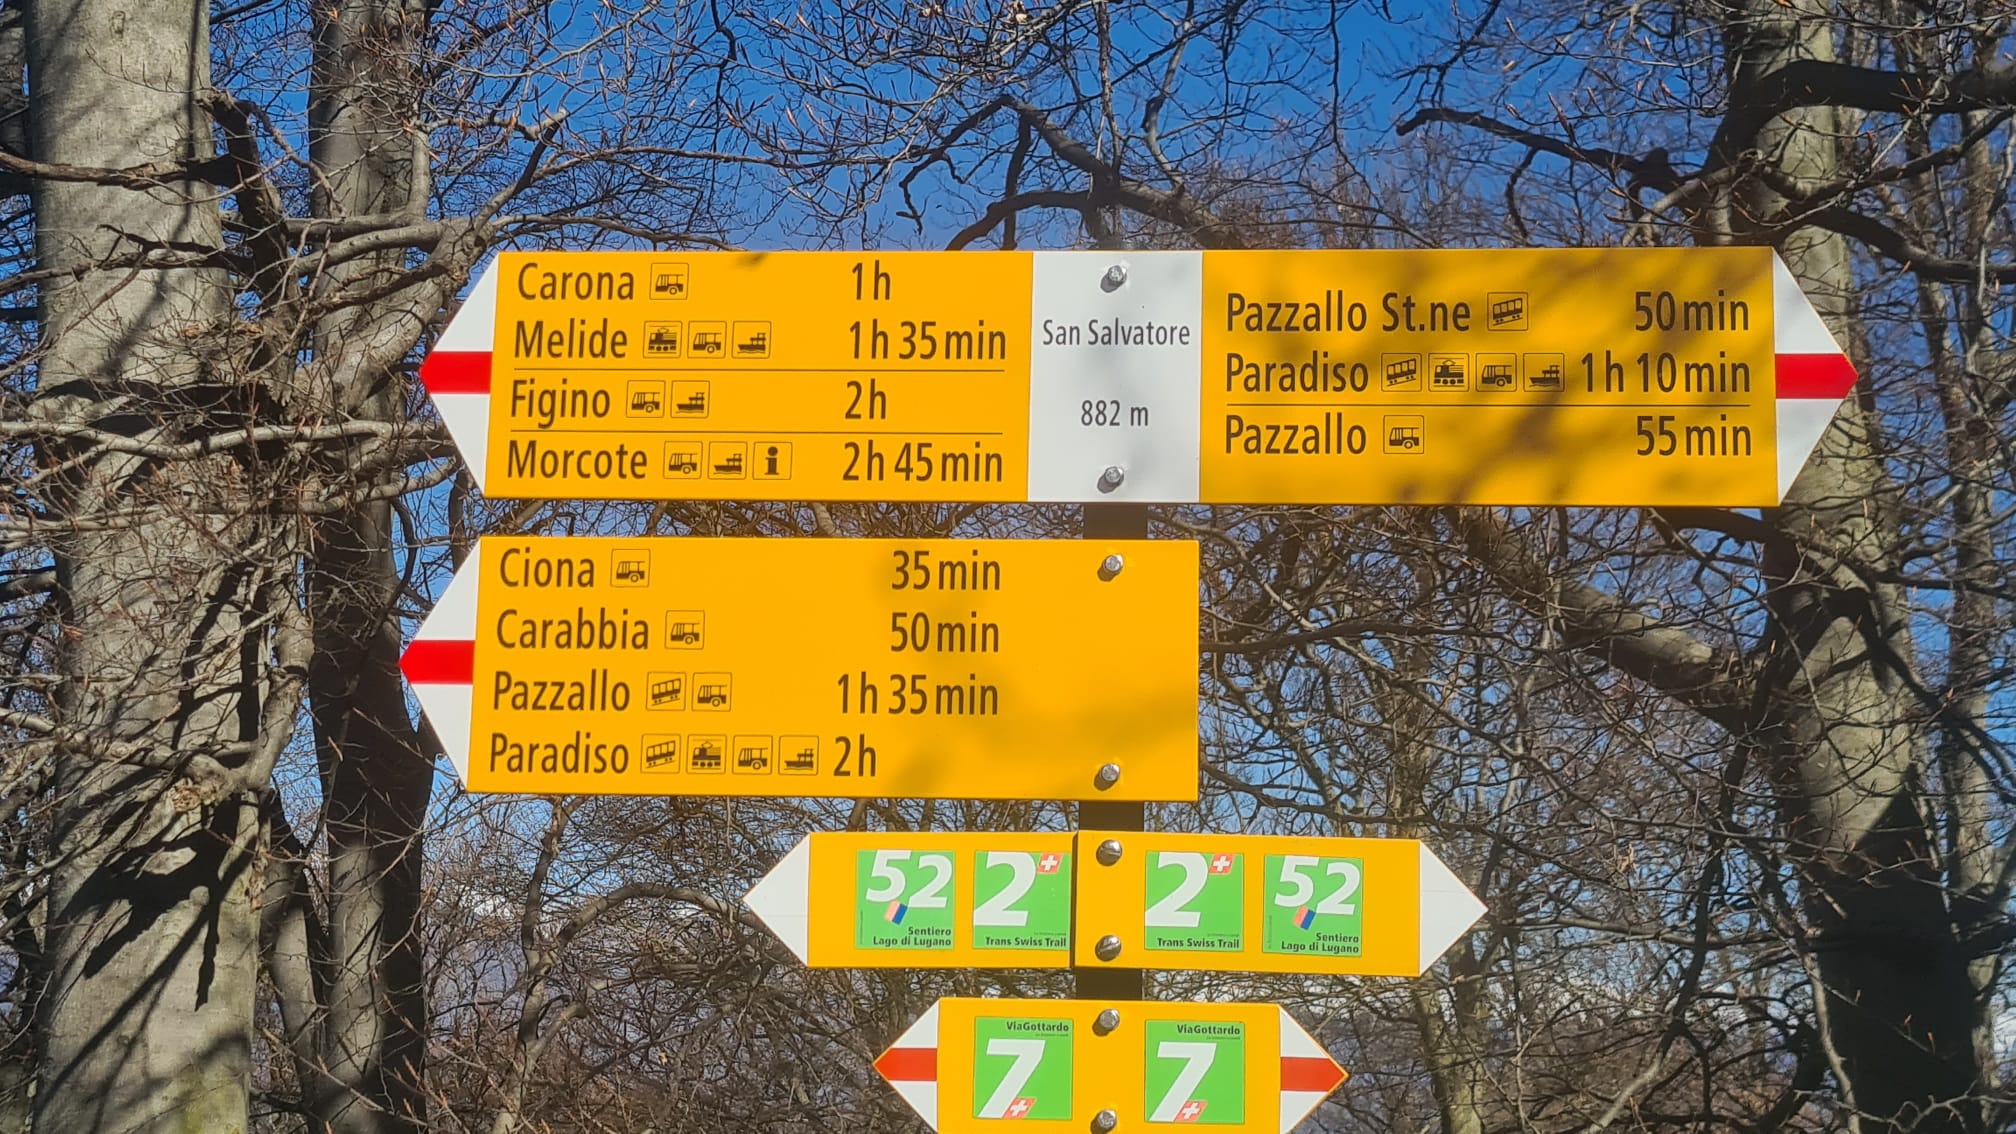 Carona 1h
Melide 1h 35min
Figino 2h
Morcote 2h 45min
San Salvatore
882 m
Pazzallo St.ne 50min
Paradiso 1h 10min
Pazzallo 55min
Ciona 35min
Carabbia 50min
Pazzallo 1h 35min
Paradiso 2h
52
Sentiero
Lago di Lugano
2
Trans Swiss Trail
2
Trans Swiss Trail
52
Sentiero
Lago di Lugano
ViaGottardo
7
ViaGottardo
7